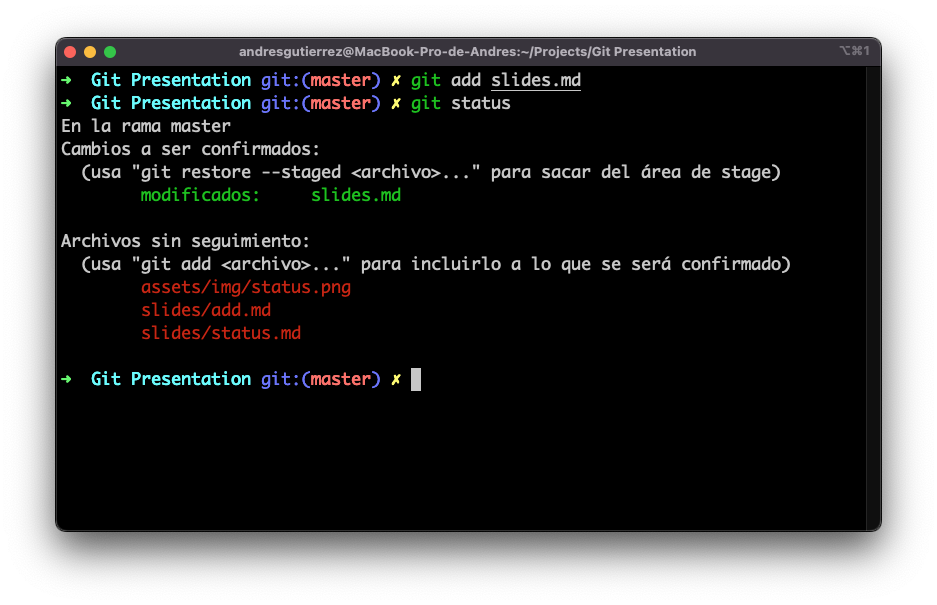 andresgutierrez@MacBook-Pro-de-Andres:~/Projects/Git Presentation ⌥⌘1
➜ Git Presentation git:(master) ✗ git add slides.md
➜ Git Presentation git:(master) ✗ git status
En la rama master
Cambios a ser confirmados:
  (usa "git restore --staged <archivo>..." para sacar del área de stage)
        modificados:     slides.md

Archivos sin seguimiento:
  (usa "git add <archivo>..." para incluirlo a lo que se será confirmado)
        assets/img/status.png
        slides/add.md
        slides/status.md

➜ Git Presentation git:(master) ✗